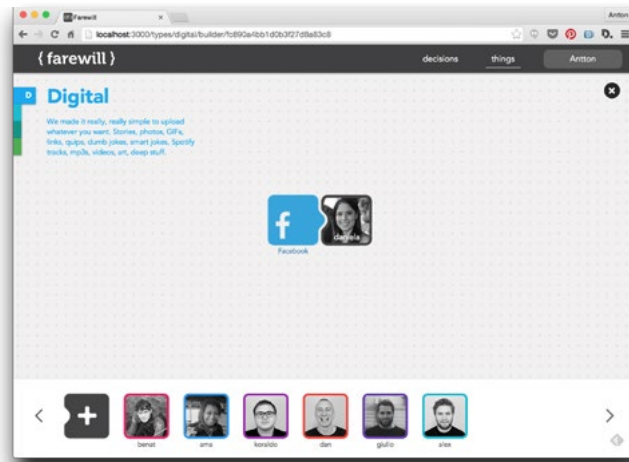 Farewill
Antton
localhost:3000/types/digital/builder/fc890a4bb1d0b3f27d8a83c8
{ farewill }
decisions
things
Antton
D
Digital
We made it really, really simple to upload
whatever you want. Stories, photos, GIFs,
links, quips, dumb jokes, smart jokes. Spotify
tracks, mp3s, videos, art, deep stuff.
f
daniela
Facebook
benat
ama
koraldo
dan
giulio
alex